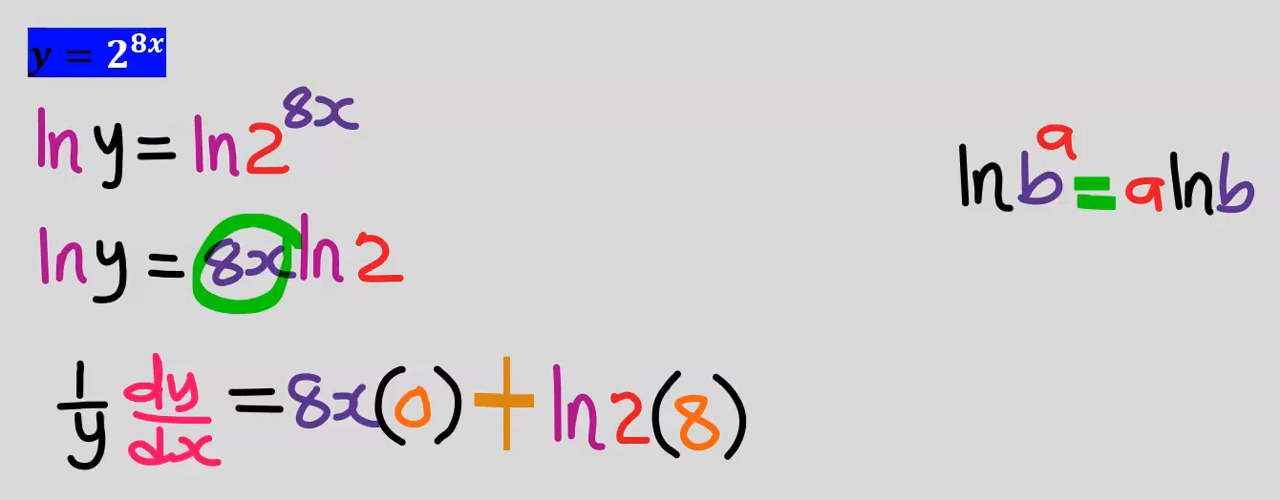 y = 2^{8x}
ln y = ln 2^{8x}
ln b^a = a ln b
ln y = 8x ln 2
1/y dy/dx = 8x(0) + ln 2(8)